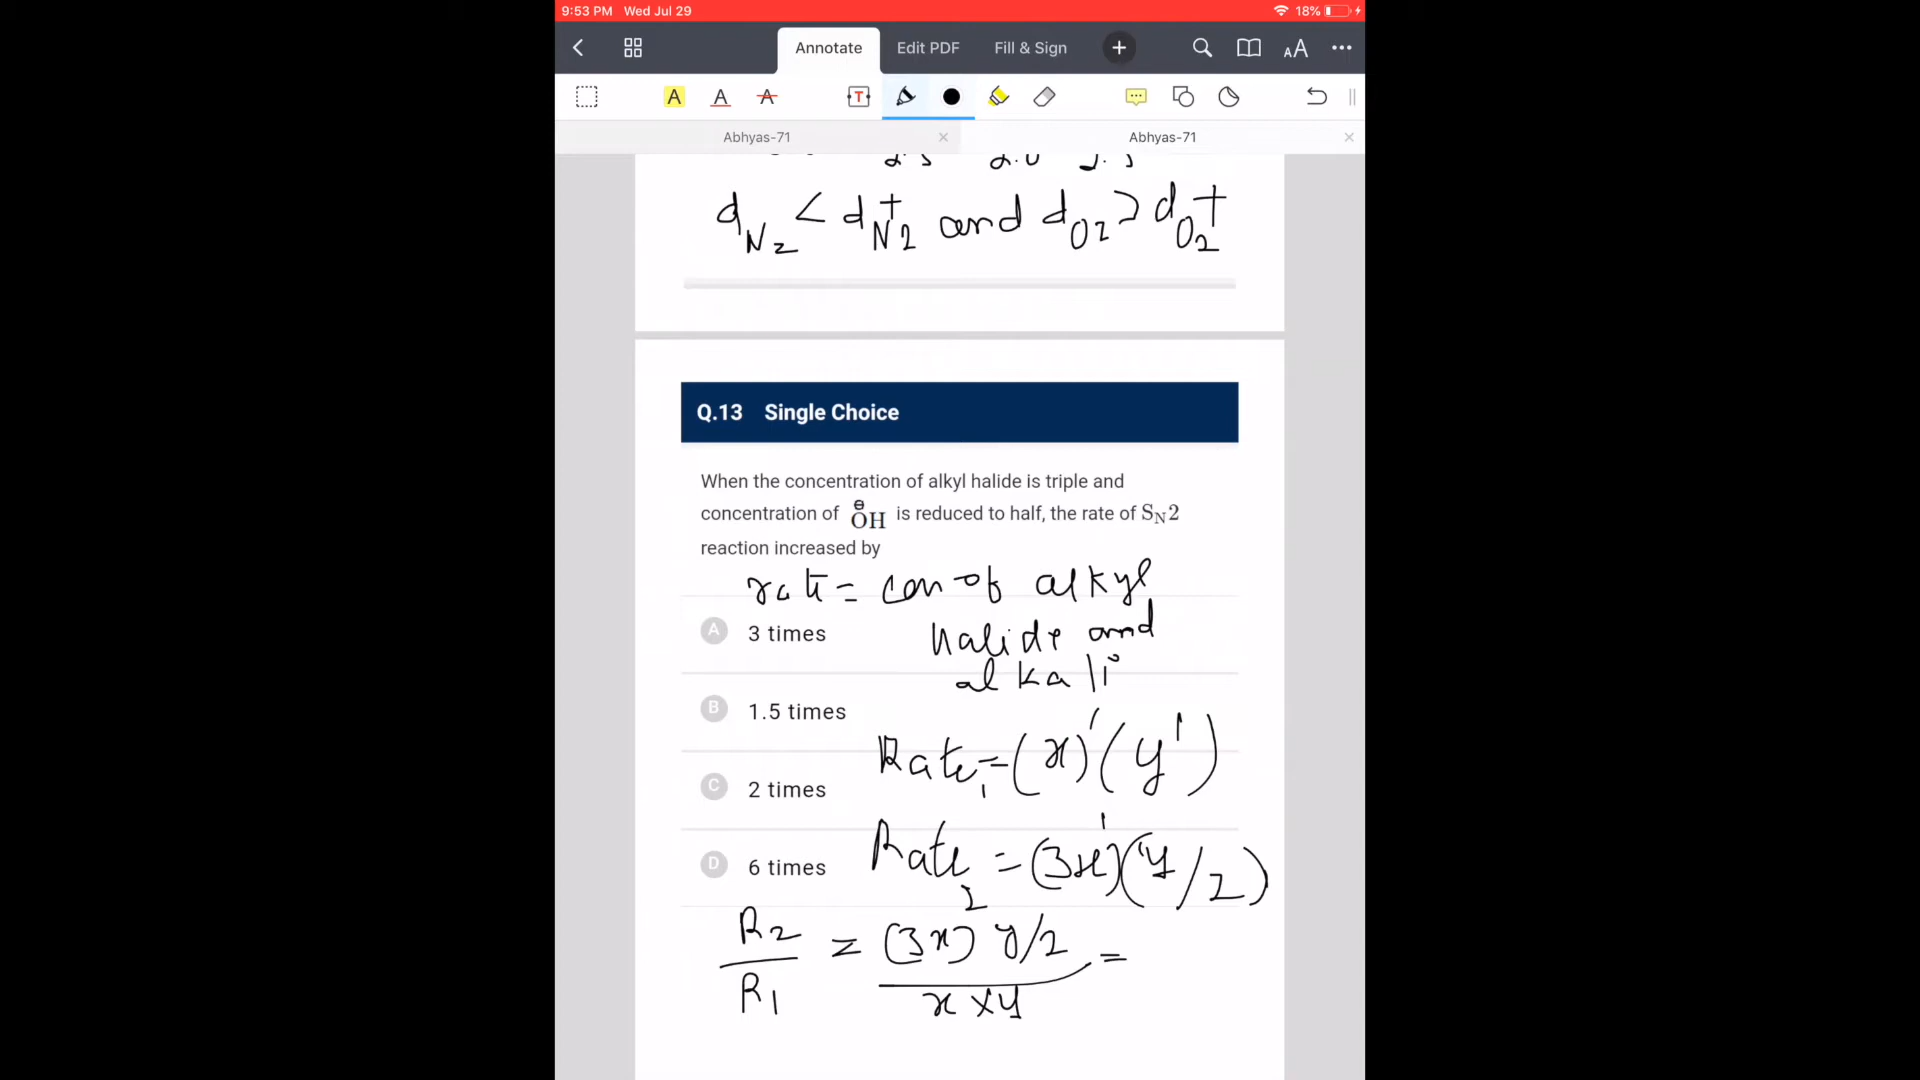 9:53 PM Wed Jul 29 18%
Annotate Edit PDF Fill & Sign
Abhyas-71 Abhyas-71
d N2 < d N2+ and d O2 > d O2+
Q.13 Single Choice
When the concentration of alkyl halide is triple and
concentration of OH⊖ is reduced to half, the rate of SN2
reaction increased by
rate = con of alkyl
halide and
alkali
A 3 times
B 1.5 times
Rate1 = (x)¹(y¹)
C 2 times
Rate2 = (3x)¹(y/2)
D 6 times
R2/R1 = (3x) y/2 / x × y =